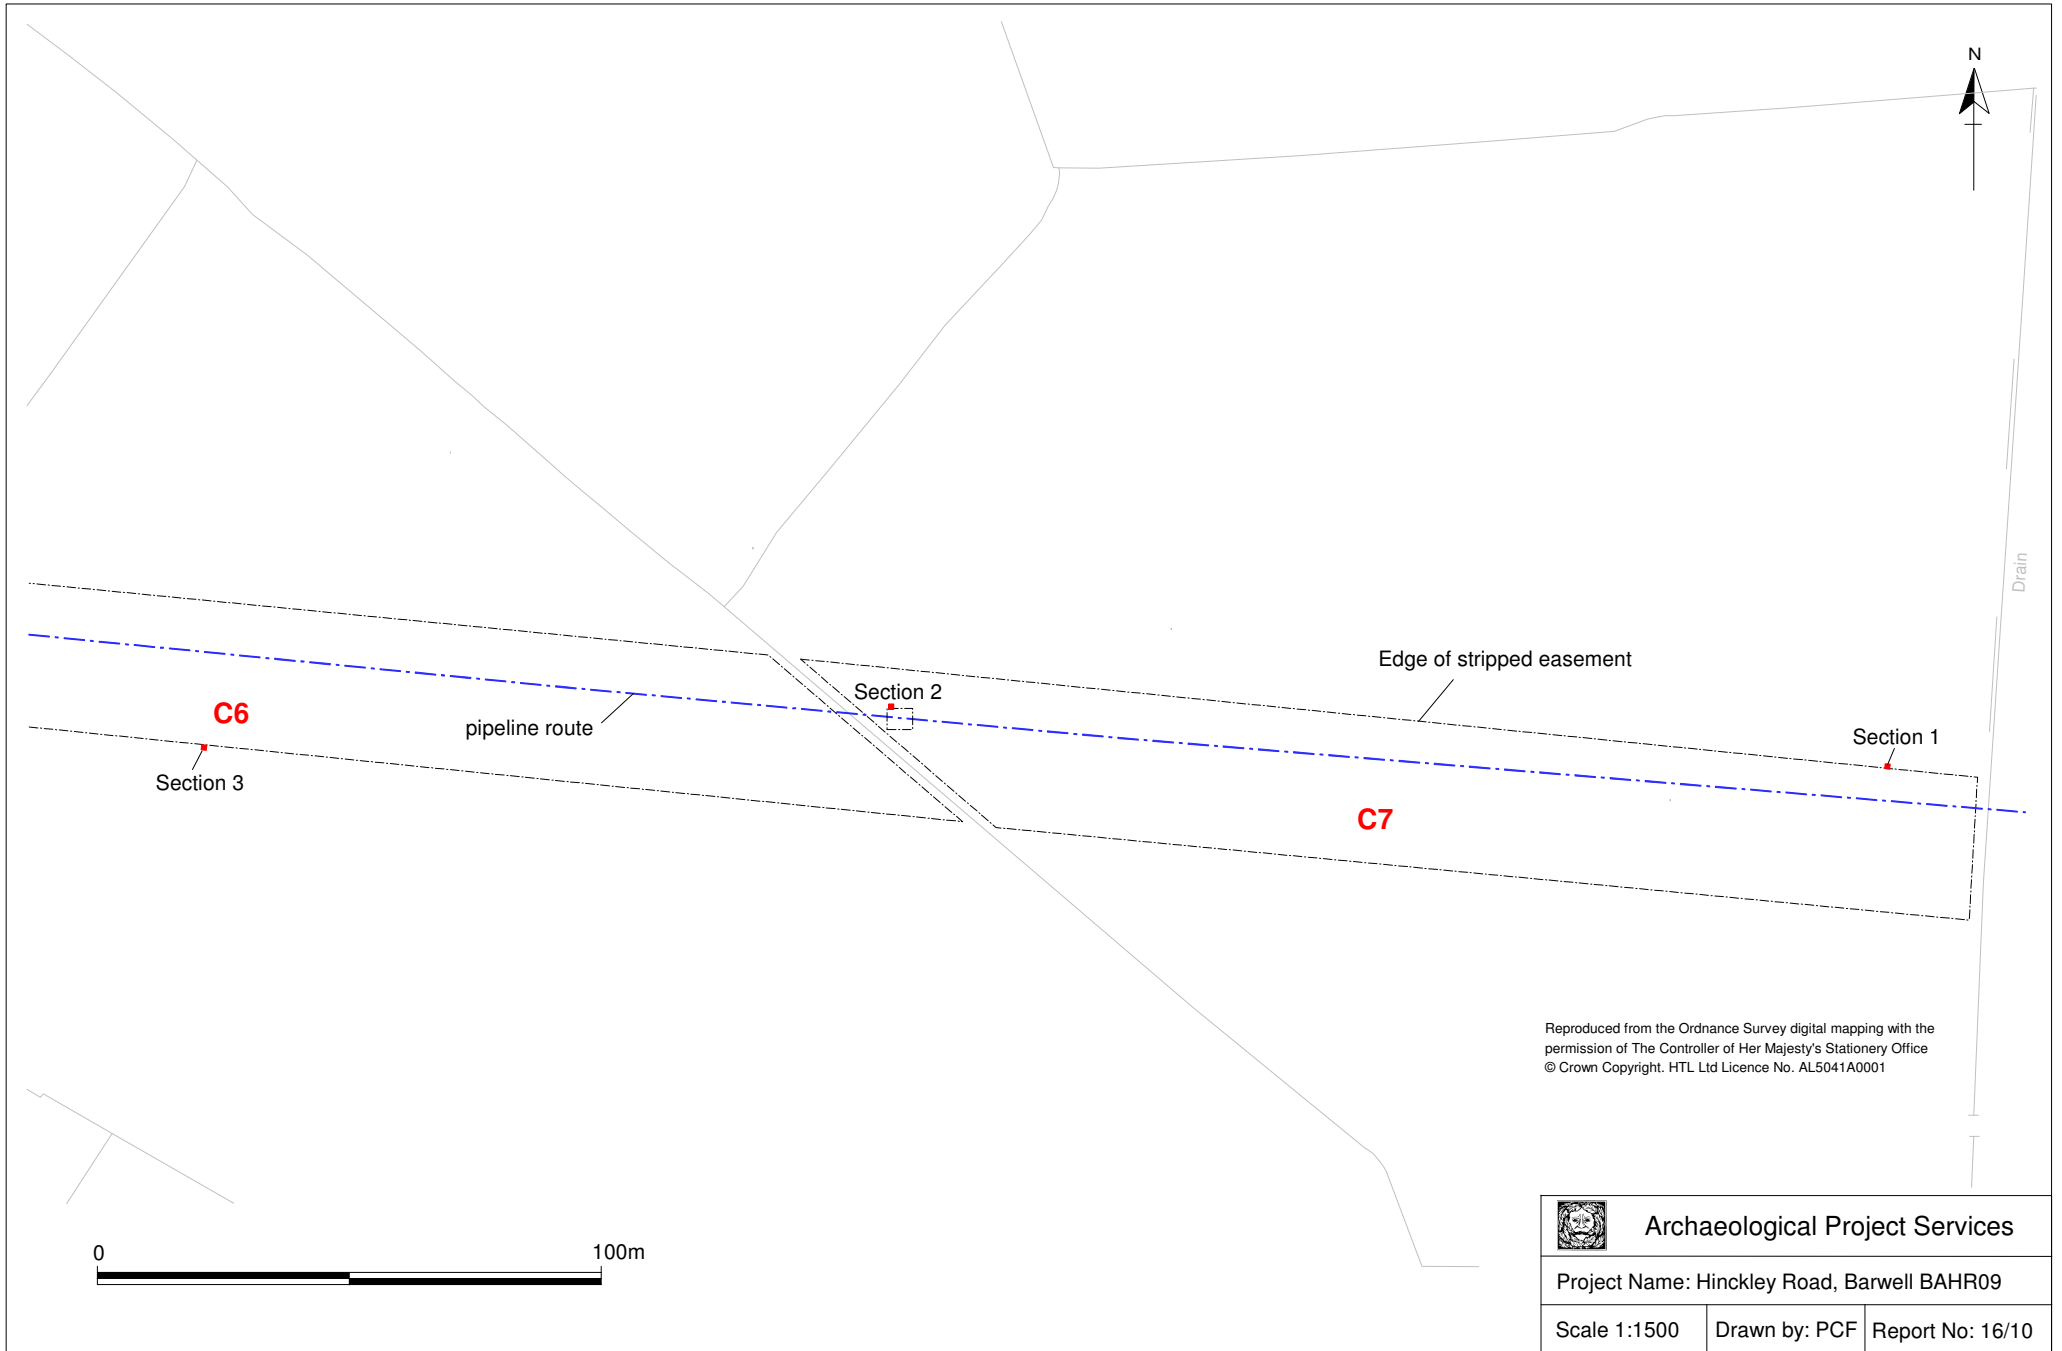 N
Drain
Edge of stripped easement
Section 2
C6
pipeline route
Section 1
Section 3
C7
Reproduced from the Ordnance Survey digital mapping with the
permission of The Controller of Her Majesty's Stationery Office
© Crown Copyright. HTL Ltd Licence No. AL5041A0001
0
100m
Archaeological Project Services
Project Name: Hinckley Road, Barwell BAHR09
Scale 1:1500
Drawn by: PCF
Report No: 16/10